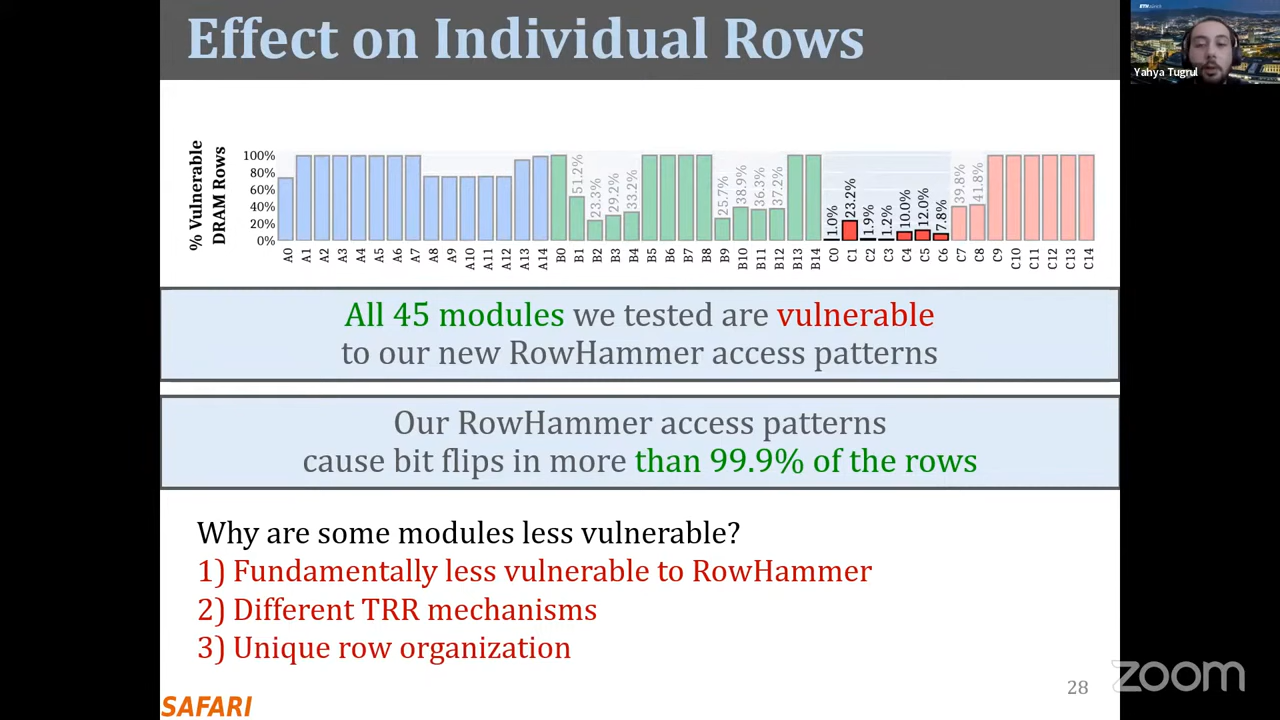 Effect on Individual Rows
ETH zürich
Yahya Tugrul
% Vulnerable
DRAM Rows
100%
80%
60%
40%
20%
0%
51.2%
23.3%
29.2%
33.2%
25.7%
38.9%
36.3%
37.2%
1.0%
23.2%
1.9%
1.2%
10.0%
12.0%
7.8%
39.8%
41.8%
A0 A1 A2 A3 A4 A5 A6 A7 A8 A9 A10 A11 A12 A13 A14 B0 B1 B2 B3 B4 B5 B6 B7 B8 B9 B10 B11 B12 B13 B14 C0 C1 C2 C3 C4 C5 C6 C7 C8 C9 C10 C11 C12 C13 C14
All 45 modules we tested are vulnerable
to our new RowHammer access patterns
Our RowHammer access patterns
cause bit flips in more than 99.9% of the rows
Why are some modules less vulnerable?
1) Fundamentally less vulnerable to RowHammer
2) Different TRR mechanisms
3) Unique row organization
28
zoom
SAFARI